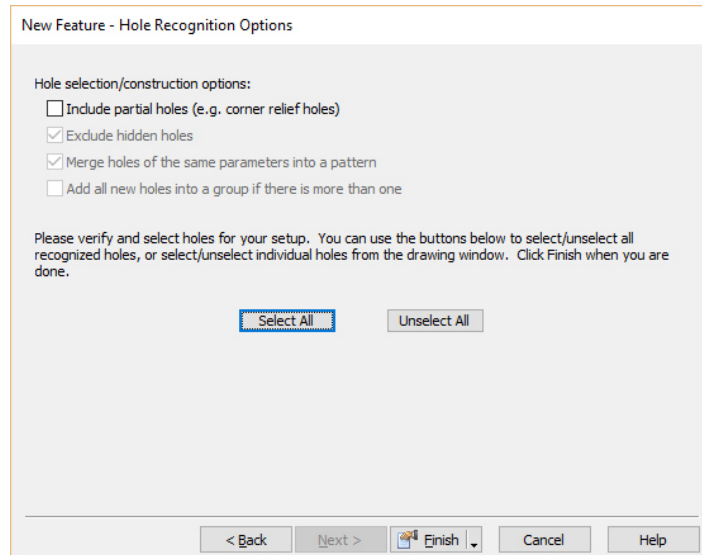 New Feature - Hole Recognition Options
Hole selection/construction options:
Include partial holes (e.g. corner relief holes)
Exclude hidden holes
Merge holes of the same parameters into a pattern
Add all new holes into a group if there is more than one
Please verify and select holes for your setup.  You can use the buttons below to select/unselect all
recognized holes, or select/unselect individual holes from the drawing window.  Click Finish when you are
done.
Select All
Unselect All
< Back
Next >
Finish
Cancel
Help